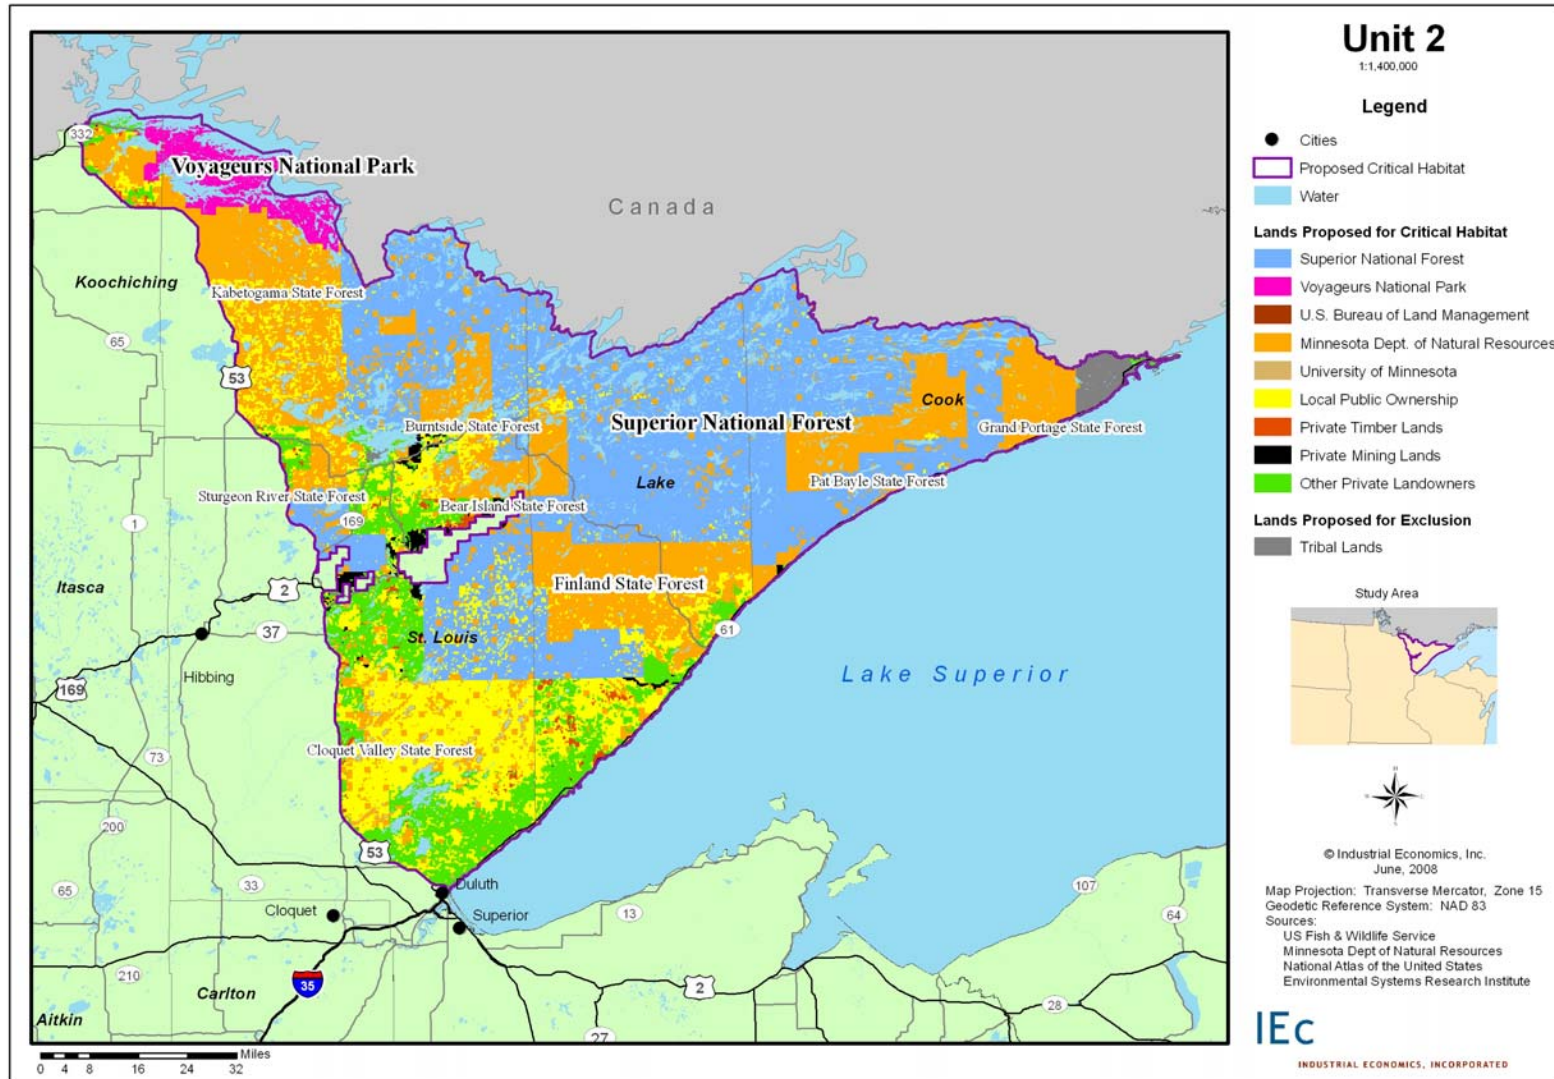 Unit 2
1:1,400,000
Legend
Cities
Proposed Critical Habitat
Water
Lands Proposed for Critical Habitat
Superior National Forest
Voyageurs National Park
U.S. Bureau of Land Management
Minnesota Dept. of Natural Resources
University of Minnesota
Local Public Ownership
Private Timber Lands
Private Mining Lands
Other Private Landowners
Lands Proposed for Exclusion
Tribal Lands
Study Area
© Industrial Economics, Inc.
June, 2008
Map Projection: Transverse Mercator, Zone 15
Geodetic Reference System: NAD 83
Sources:
US Fish & Wildlife Service
Minnesota Dept of Natural Resources
National Atlas of the United States
Environmental Systems Research Institute
IEc
INDUSTRIAL ECONOMICS, INCORPORATED
332
Voyageurs National Park
Canada
Koochiching
Kabetogama State Forest
65
53
Cook
Superior National Forest
Burntside State Forest
Grand Portage State Forest
Lake
Pat Bayle State Forest
Sturgeon River State Forest
Bear Island State Forest
169
1
Itasca
2
Finland State Forest
37
St. Louis
61
Hibbing
Lake Superior
169
Cloquet Valley State Forest
73
200
53
65
33
Duluth
107
Cloquet
Superior
13
64
210
35
2
Carlton
28
Aitkin
27
Miles
0 4 8 16 24 32